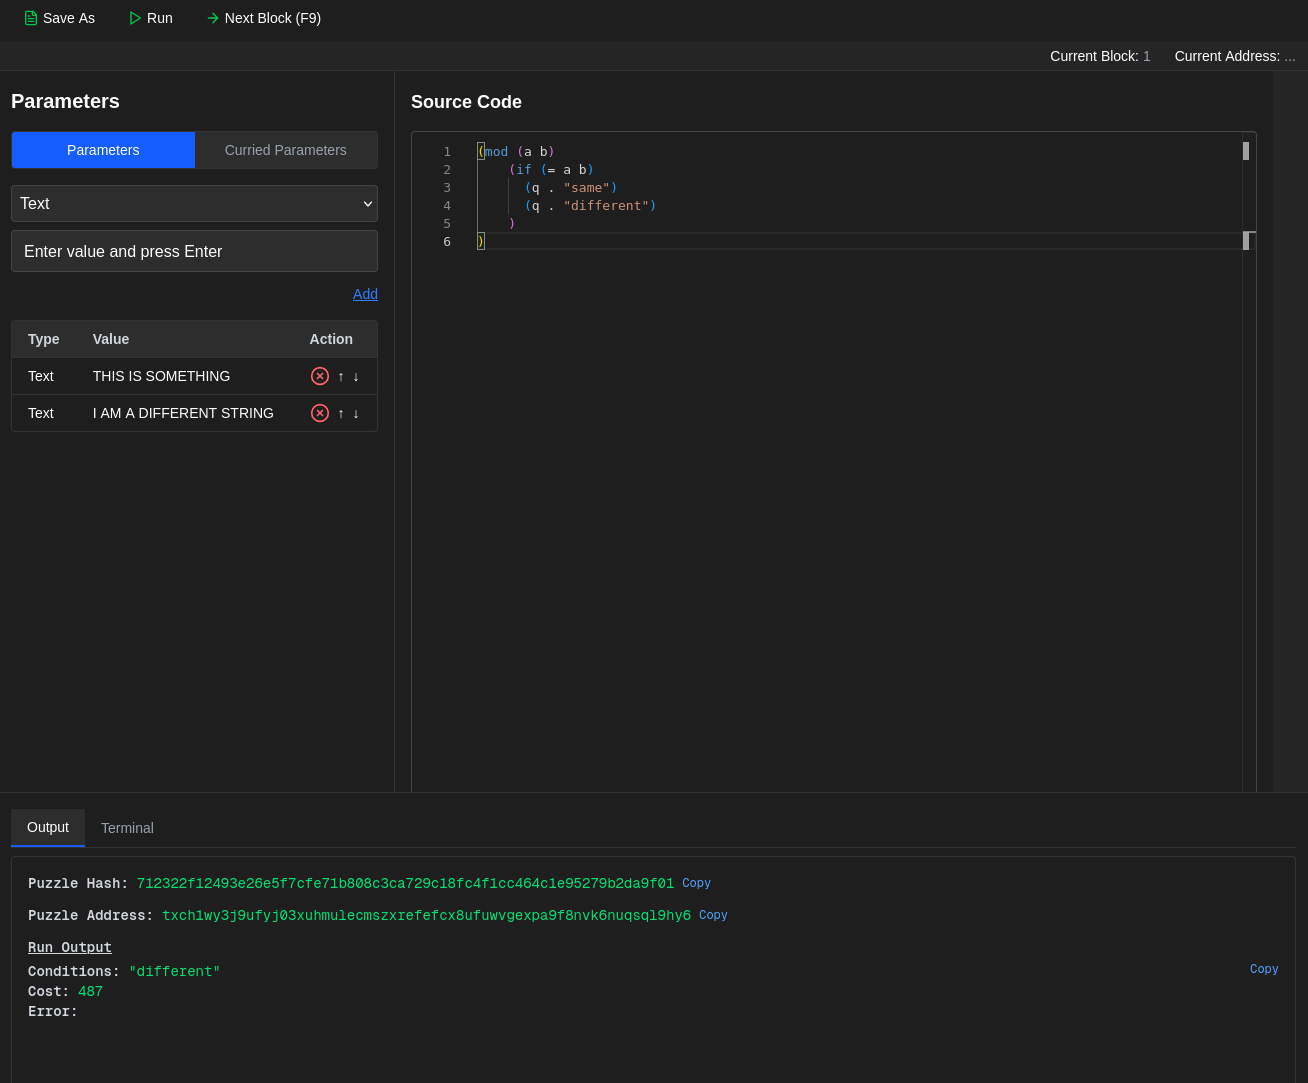 Save As Run Next Block (F9)
Current Block: 1 Current Address: ...
Parameters
Parameters Curried Parameters
Text
Enter value and press Enter
Add
Type Value Action
Text THIS IS SOMETHING ↑ ↓
Text I AM A DIFFERENT STRING ↑ ↓
Source Code
1 (mod (a b)
2 (if (= a b)
3 (q . "same")
4 (q . "different")
5 )
6 )
Output Terminal
Puzzle Hash: 712322f12493e26e5f7cfe71b808c3ca729c18fc4f1cc464c1e95279b2da9f01 Copy
Puzzle Address: txch1wy3j9ufyj03xuhmulecmszxrefefcx8ufuwvgexpa9f8nvk6nuqsql9hy6 Copy
Run Output
Conditions: "different" Copy
Cost: 487
Error: